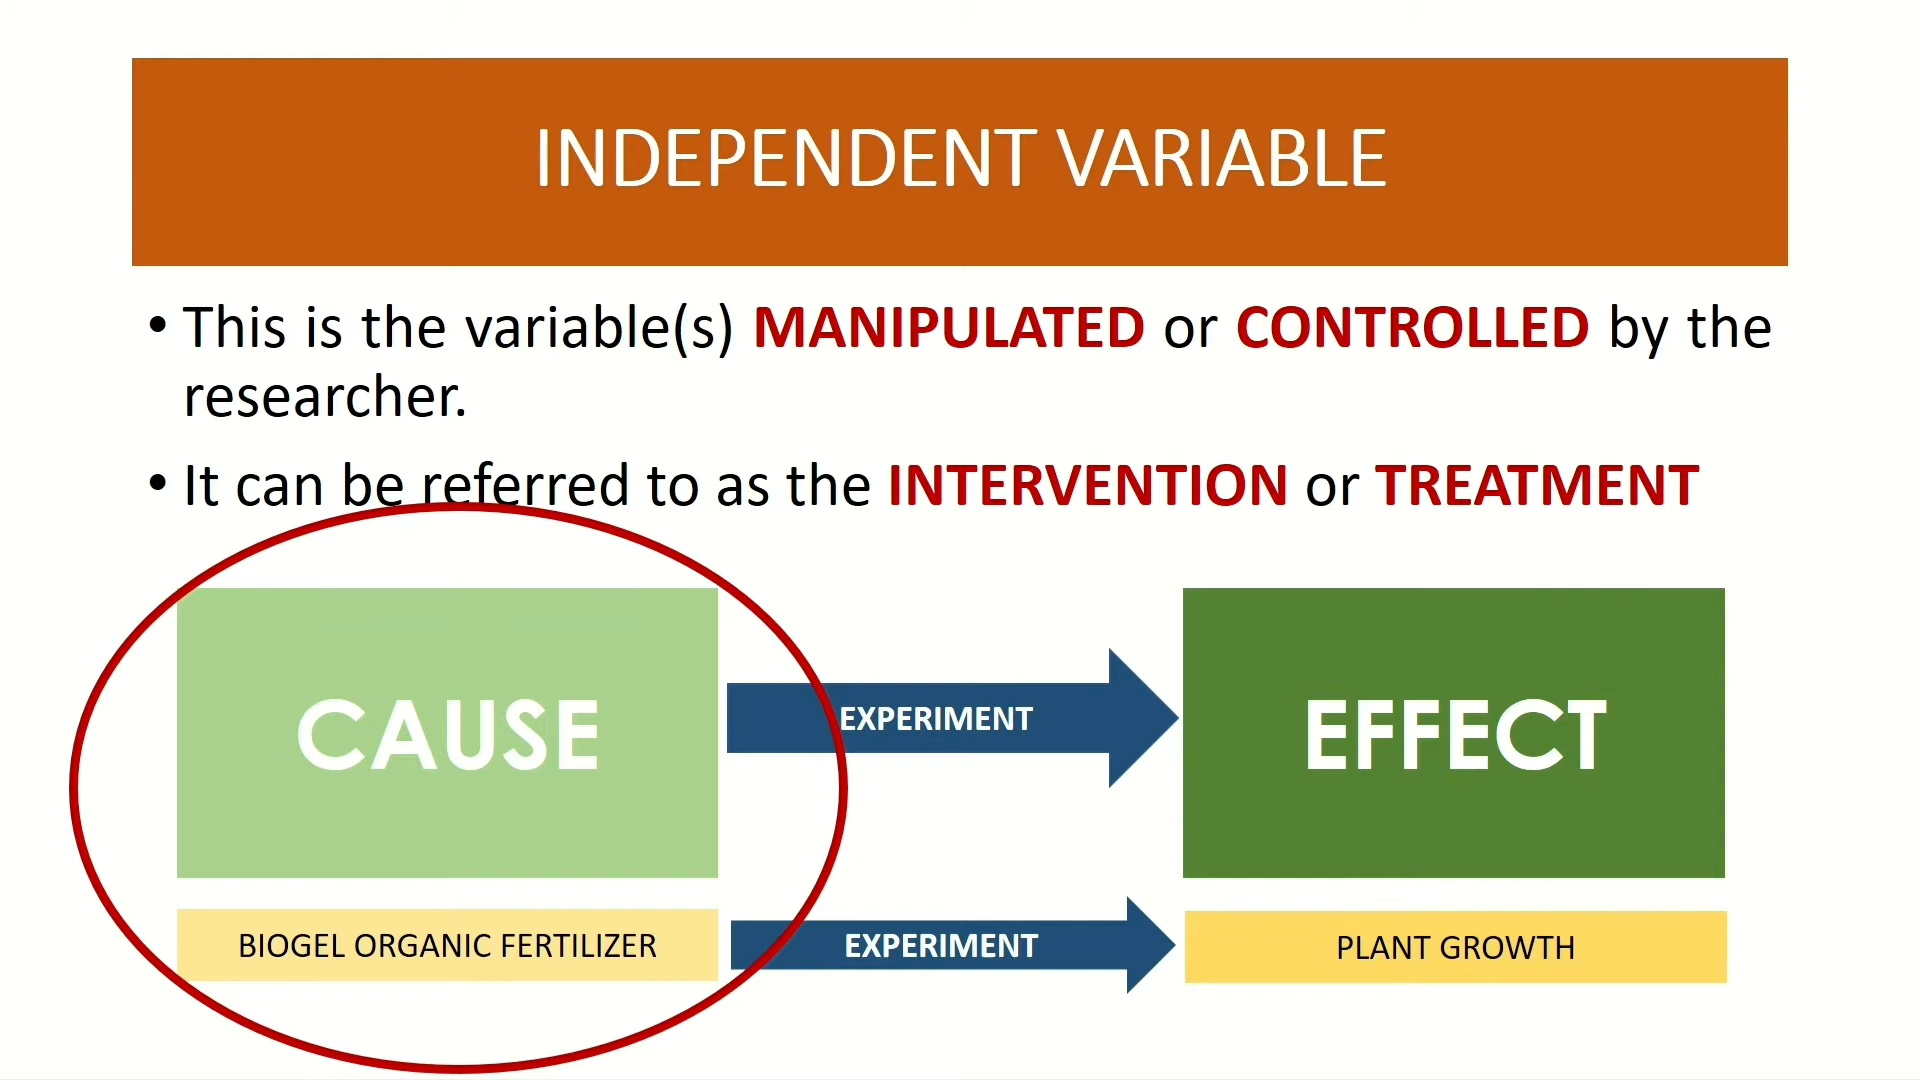 INDEPENDENT VARIABLE
• This is the variable(s) MANIPULATED or CONTROLLED by the
researcher.
• It can be referred to as the INTERVENTION or TREATMENT
CAUSE
EXPERIMENT
EFFECT
BIOGEL ORGANIC FERTILIZER
EXPERIMENT
PLANT GROWTH